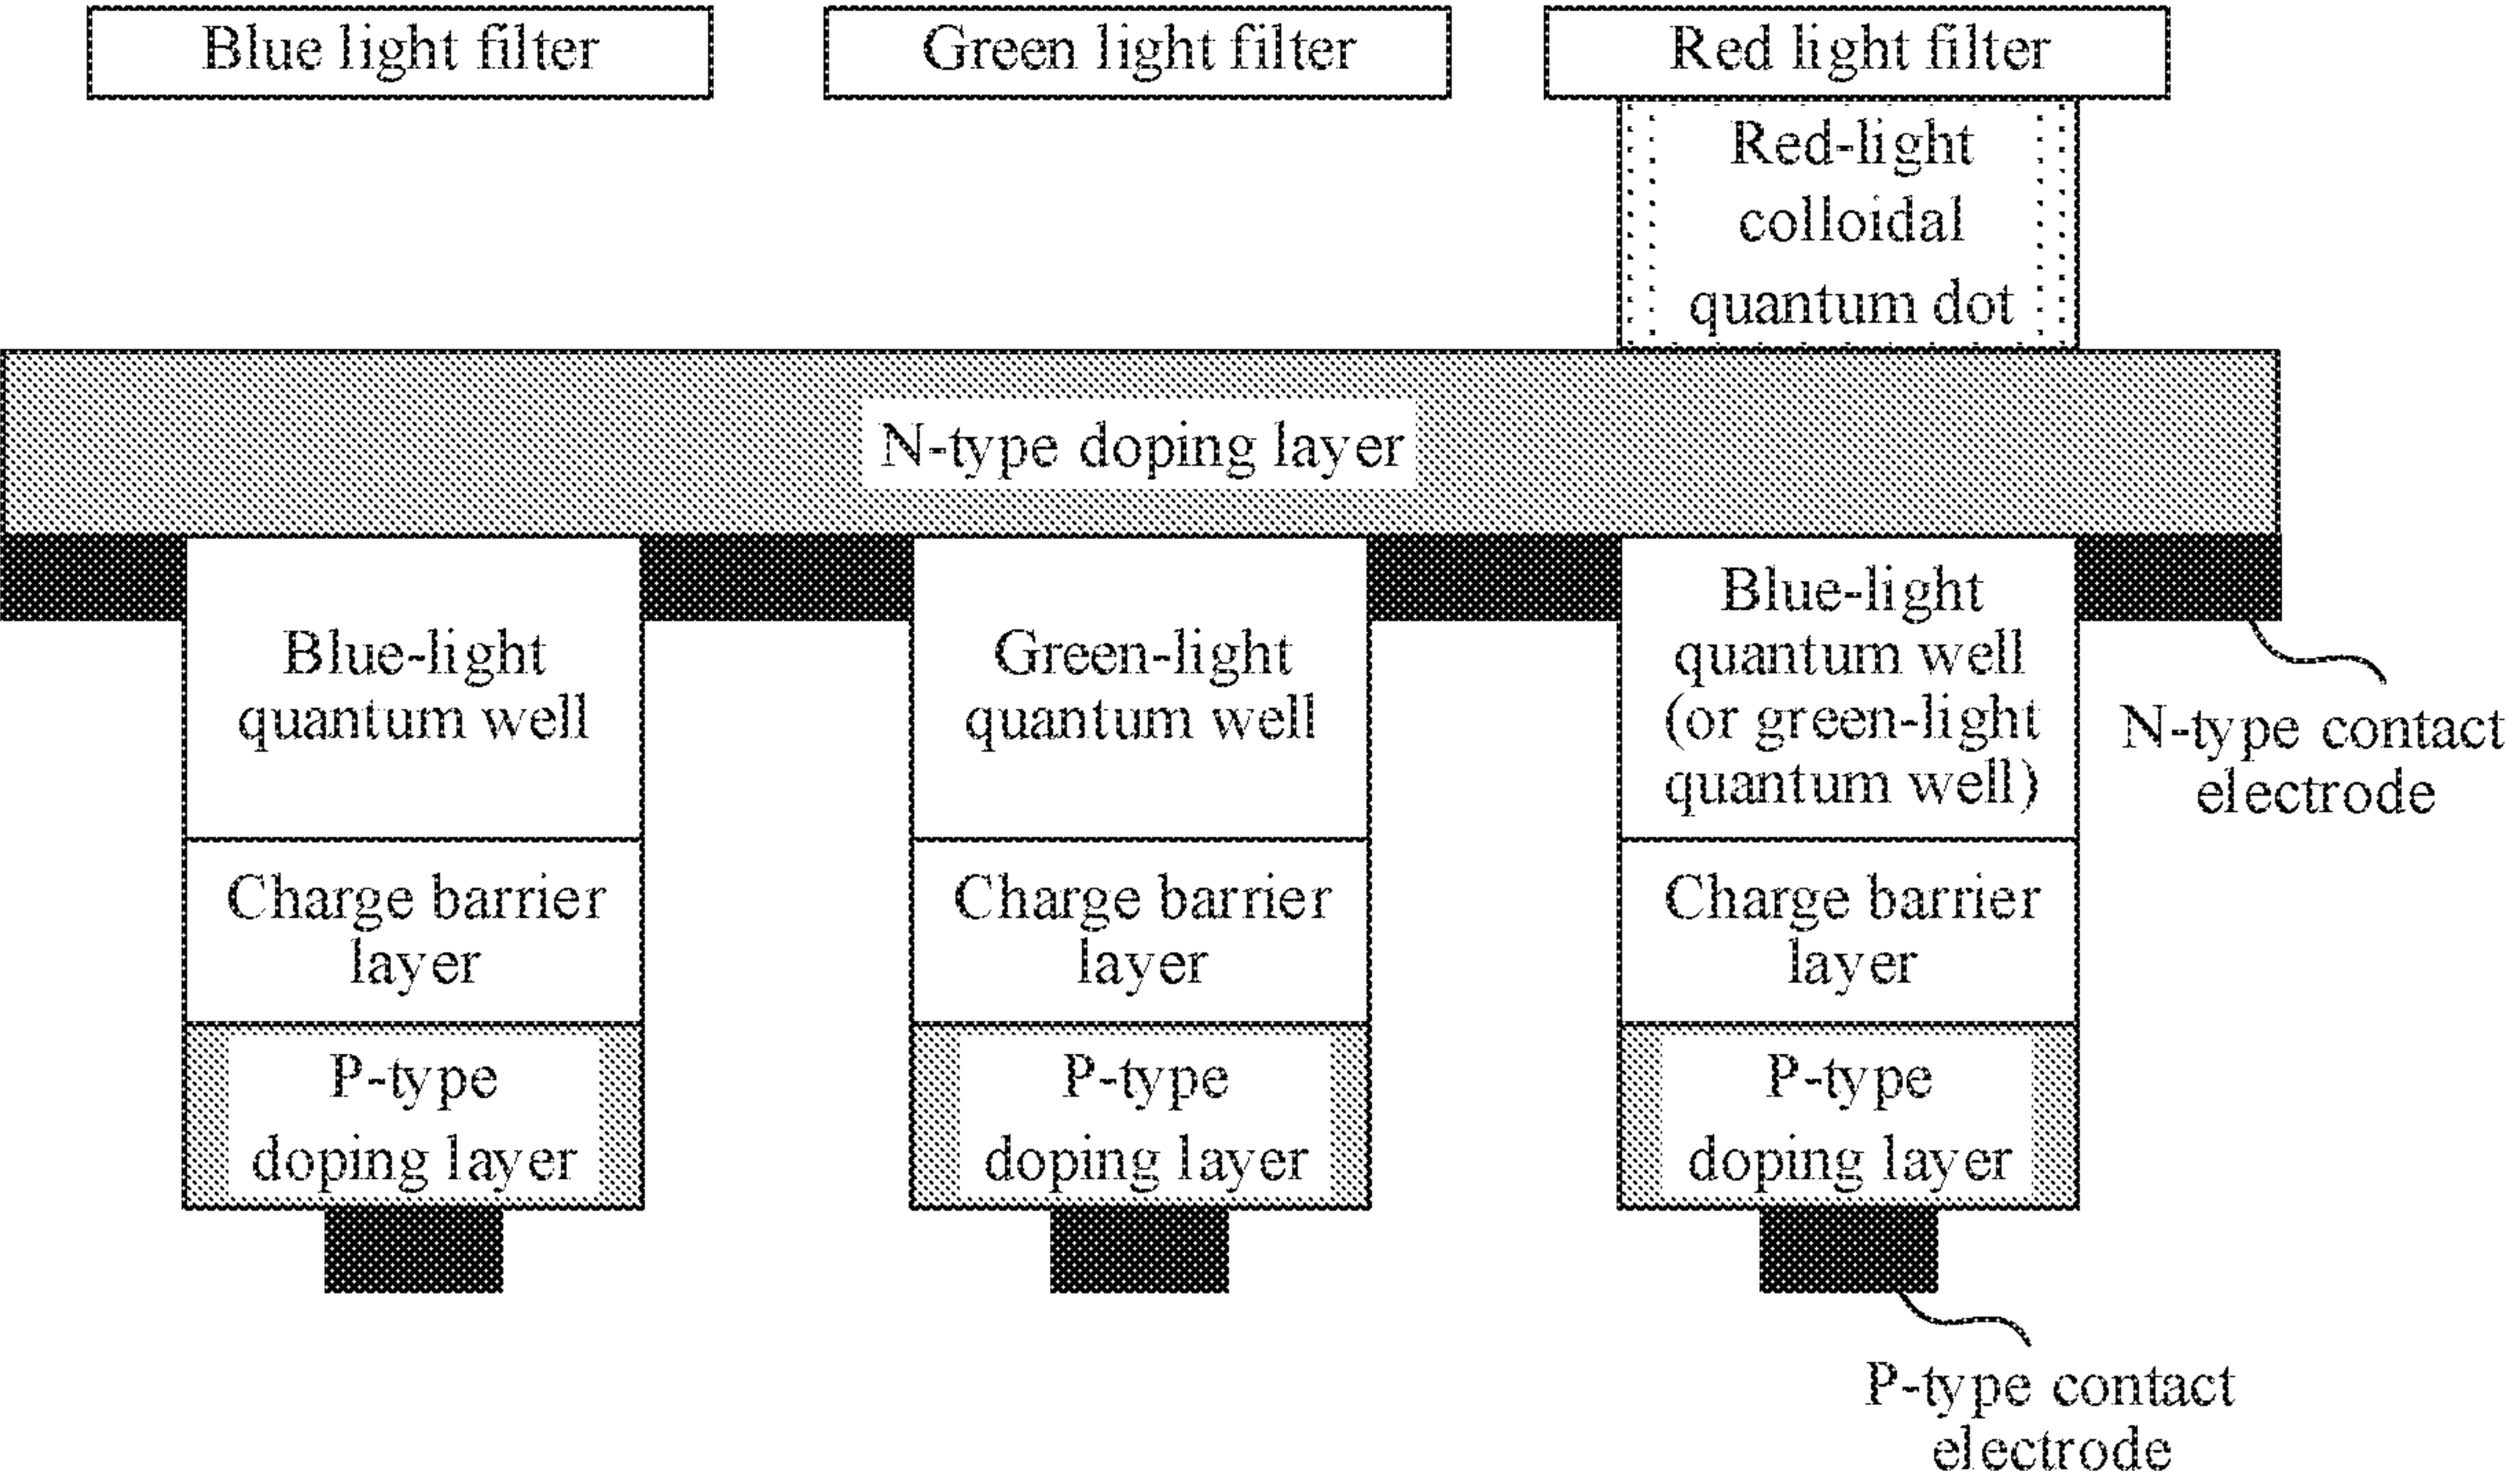 Blue light filter
Green light filter
Red light filter
Red-light
colloidal
quantum dot
N-type doping layer
Blue-light
quantum well
Green-light
quantum well
Blue-light
quantum well
(or green-light
quantum well)
N-type contact
electrode
Charge barrier
layer
Charge barrier
layer
Charge barrier
layer
P-type
doping layer
P-type
doping layer
P-type
doping layer
P-type contact
electrode